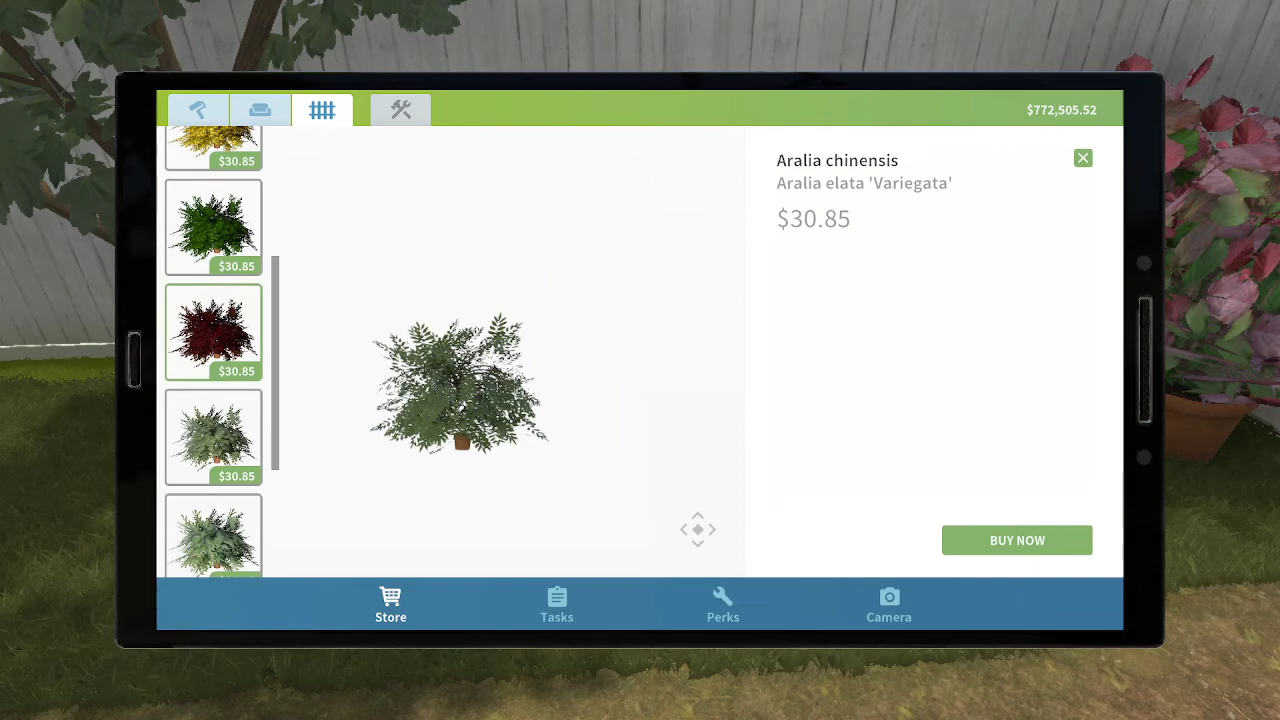 $772,505.52
$30.85
$30.85
$30.85
$30.85
Aralia chinensis
Aralia elata 'Variegata'
$30.85
BUY NOW
Store
Tasks
Perks
Camera